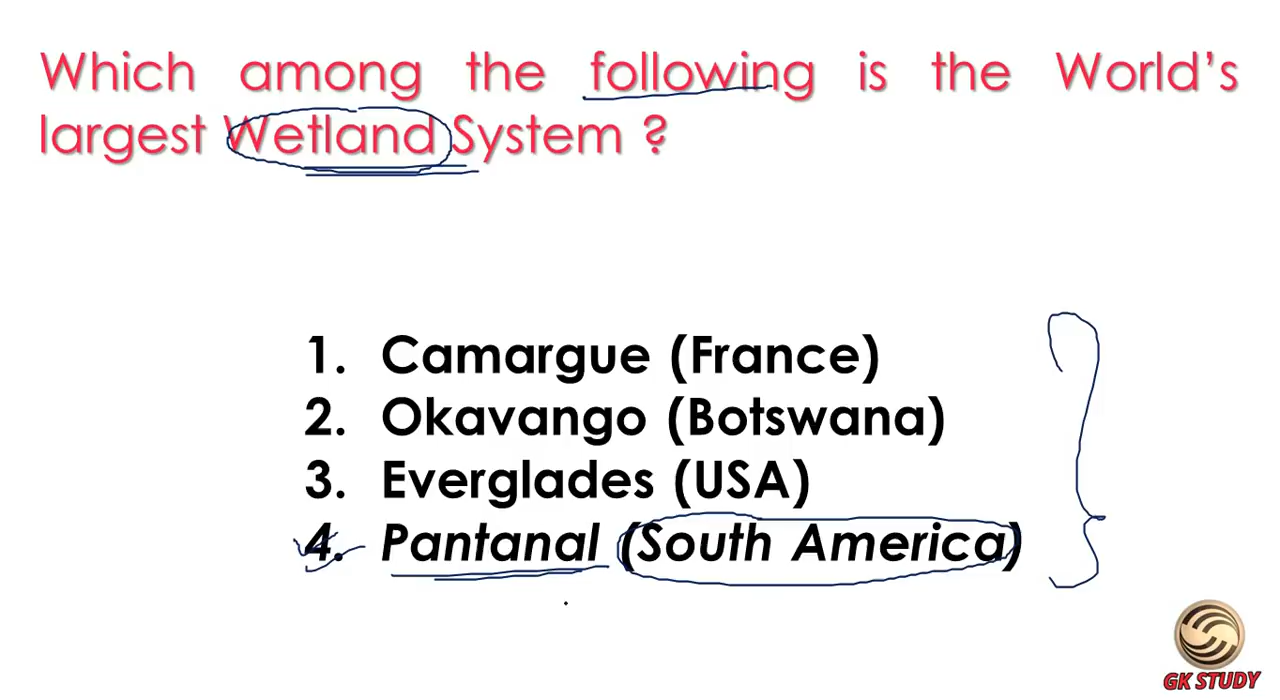 Which among the following is the World's
largest Wetland System ?
1. Camargue (France)
2. Okavango (Botswana)
3. Everglades (USA)
4. Pantanal (South America)
GK STUDY